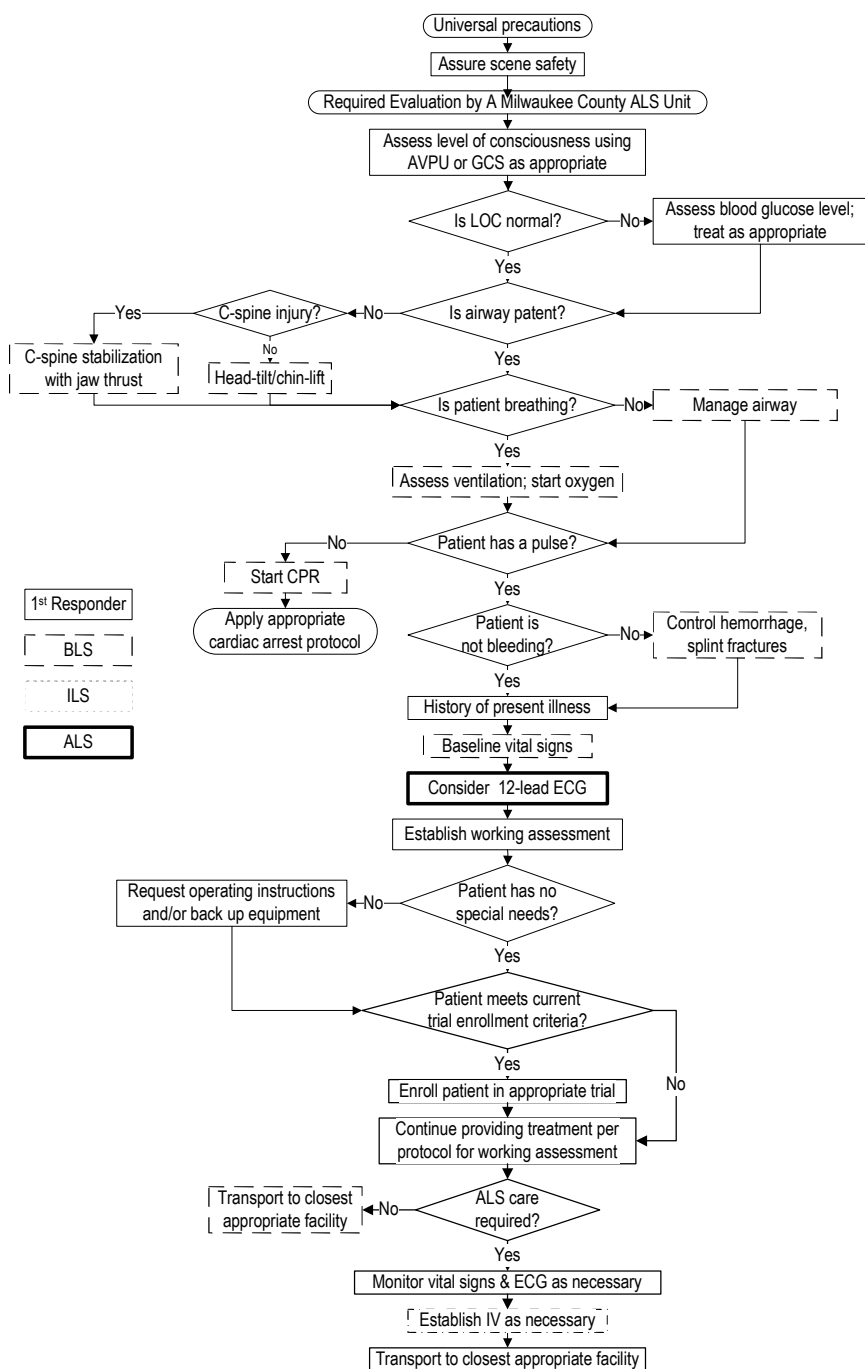 Universal precautions
Assure scene safety
Required Evaluation by A Milwaukee County ALS Unit
Assess level of consciousness using
AVPU or GCS as appropriate
Is LOC normal?
No
Assess blood glucose level;
treat as appropriate
Yes
Yes
C-spine injury?
No
Is airway patent?
No
Yes
C-spine stabilization
with jaw thrust
Head-tilt/chin-lift
Is patient breathing?
No
Manage airway
Yes
Assess ventilation; start oxygen
No
Patient has a pulse?
Start CPR
Yes
1st Responder
Apply appropriate
cardiac arrest protocol
Patient is
not bleeding?
No
Control hemorrhage,
splint fractures
BLS
Yes
ILS
History of present illness
ALS
Baseline vital signs
Consider 12-lead ECG
Establish working assessment
Request operating instructions
and/or back up equipment
No
Patient has no
special needs?
Yes
Patient meets current
trial enrollment criteria?
Yes
No
Enroll patient in appropriate trial
Continue providing treatment per
protocol for working assessment
Transport to closest
appropriate facility
No
ALS care
required?
Yes
Monitor vital signs & ECG as necessary
Establish IV as necessary
Transport to closest appropriate facility